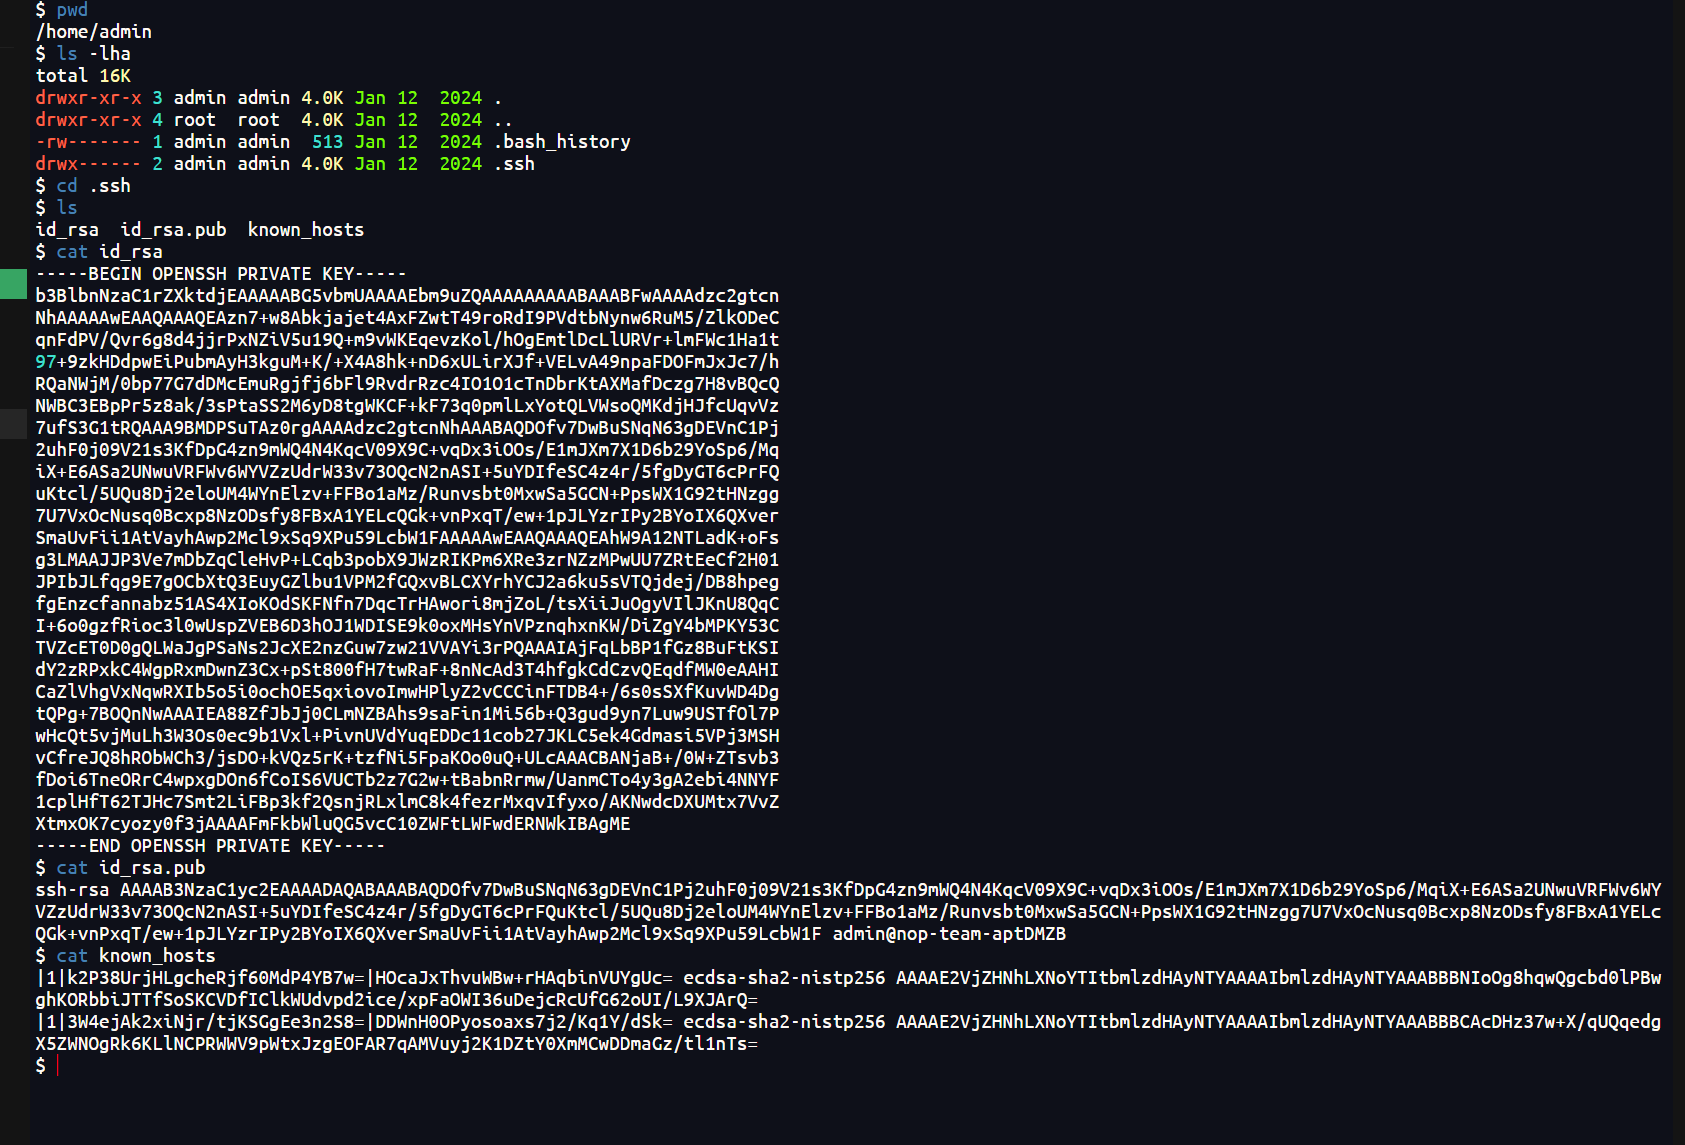 $ pwd
/home/admin
$ ls -lha
total 16K
drwxr-xr-x 3 admin admin 4.0K Jan 12  2024 .
drwxr-xr-x 4 root  root  4.0K Jan 12  2024 ..
-rw------- 1 admin admin  513 Jan 12  2024 .bash_history
drwx------ 2 admin admin 4.0K Jan 12  2024 .ssh
$ cd .ssh
$ ls
id_rsa  id_rsa.pub  known_hosts
$ cat id_rsa
-----BEGIN OPENSSH PRIVATE KEY-----
b3BlbnNzaC1rZXktdjEAAAAABG5vbmUAAAAEbm9uZQAAAAAAAAABAAABFwAAAAdzc2gtcn
NhAAAAAwEAAQAAAQEAzn7+w8Abkjajet4AxFZwtT49roRdI9PVdtbNynw6RuM5/ZlkODeC
qnFdPV/Qvr6g8d4jjrPxNZiV5u19Q+m9vWKEqevzKol/hOgEmtlDcLlURVr+lmFWc1Ha1t
97+9zkHDdpwEiPubmAyH3kguM+K/+X4A8hk+nD6xULirXJf+VELvA49npaFDOFmJxJc7/h
RQaNWjM/0bp77G7dDMcEmuRgjfj6bFl9RvdrRzc4IO1O1cTnDbrKtAXMafDczg7H8vBQcQ
NWBC3EBpPr5z8ak/3sPtaSS2M6yD8tgWKCF+kF73q0pmlLxYotQLVWsoQMKdjHJfcUqvVz
7ufS3G1tRQAAA9BMDPSuTAz0rgAAAAdzc2gtcnNhAAABAQDOfv7DwBuSNqN63gDEVnC1Pj
2uhF0j09V21s3KfDpG4zn9mWQ4N4KqcV09X9C+vqDx3iOOs/E1mJXm7X1D6b29YoSp6/Mq
iX+E6ASa2UNwuVRFWv6WYVZzUdrW33v73OQcN2nASI+5uYDIfeSC4z4r/5fgDyGT6cPrFQ
uKtcl/5UQu8Dj2eloUM4WYnElzv+FFBo1aMz/Runvsbt0MxwSa5GCN+PpsWX1G92tHNzgg
7U7VxOcNusq0Bcxp8NzODsfy8FBxA1YELcQGk+vnPxqT/ew+1pJLYzrIPy2BYoIX6QXver
SmaUvFii1AtVayhAwp2Mcl9xSq9XPu59LcbW1FAAAAAwEAAQAAAQEAhW9A12NTLadK+oFs
g3LMAAJJP3Ve7mDbZqCleHvP+LCqb3pobX9JWzRIKPm6XRe3zrNZzMPwUU7ZRtEeCf2H01
JPIbJLfqg9E7gOCbXtQ3EuyGZlbu1VPM2fGQxvBLCXYrhYCJ2a6ku5sVTQjdej/DB8hpeg
fgEnzcfannabz51AS4XIoKOdSKFNfn7DqcTrHAwori8mjZoL/tsXiiJuOgyVIlJKnU8QqC
I+6o0gzfRioc3l0wUspZVEB6D3hOJ1WDISE9k0oxMHsYnVPznqhxnKW/DiZgY4bMPKY53C
TVZcET0D0gQLWaJgPSaNs2JcXE2nzGuw7zw21VVAYi3rPQAAAIAjFqLbBP1fGz8BuFtKSI
dY2zRPxkC4WgpRxmDwnZ3Cx+pSt800fH7twRaF+8nNcAd3T4hfgkCdCzvQEqdfMW0eAAHI
CaZlVhgVxNqwRXIb5o5i0ochOE5qxiovoImwHPlyZ2vCCCinFTDB4+/6s0sSXfKuvWD4Dg
tQPg+7BOQnNwAAAIEA88ZfJbJj0CLmNZBAhs9saFin1Mi56b+Q3gud9yn7Luw9USTfOl7P
wHcQt5vjMuLh3W3Os0ec9b1Vxl+PivnUVdYuqEDDc11cob27JKLC5ek4Gdmasi5VPj3MSH
vCfreJQ8hRObWCh3/jsDO+kVQz5rK+tzfNi5FpaKOo0uQ+ULcAAACBANjaB+/0W+ZTsvb3
fDoi6TneORrC4wpxgDOn6fCoIS6VUCTb2z7G2w+tBabnRrmw/UanmCTo4y3gA2ebi4NNYF
1cplHfT62TJHc7Smt2LiFBp3kf2QsnjRLxlmC8k4fezrMxqvIfyxo/AKNwdcDXUMtx7VvZ
XtmxOK7cyozy0f3jAAAAFmFkbWluQG5vcC10ZWFtLWFwdERNWkIBAgME
-----END OPENSSH PRIVATE KEY-----
$ cat id_rsa.pub
ssh-rsa AAAAB3NzaC1yc2EAAAADAQABAAABAQDOfv7DwBuSNqN63gDEVnC1Pj2uhF0j09V21s3KfDpG4zn9mWQ4N4KqcV09X9C+vqDx3iOOs/E1mJXm7X1D6b29YoSp6/MqiX+E6ASa2UNwuVRFWv6WY
VZzUdrW33v73OQcN2nASI+5uYDIfeSC4z4r/5fgDyGT6cPrFQuKtcl/5UQu8Dj2eloUM4WYnElzv+FFBo1aMz/Runvsbt0MxwSa5GCN+PpsWX1G92tHNzgg7U7VxOcNusq0Bcxp8NzODsfy8FBxA1YELc
QGk+vnPxqT/ew+1pJLYzrIPy2BYoIX6QXverSmaUvFii1AtVayhAwp2Mcl9xSq9XPu59LcbW1F admin@nop-team-aptDMZB
$ cat known_hosts
|1|k2P38UrjHLgcheRjf60MdP4YB7w=|HOcaJxThvuWBw+rHAqbinVUYgUc= ecdsa-sha2-nistp256 AAAAE2VjZHNhLXNoYTItbmlzdHAyNTYAAAAIbmlzdHAyNTYAAABBBNIoOg8hqwQgcbd0lPBw
ghKORbbiJTTfSoSKCVDfIClkWUdvpd2ice/xpFaOWI36uDejcRcUfG62oUI/L9XJArQ=
|1|3W4ejAk2xiNjr/tjKSGgEe3n2S8=|DDWnH0OPyosoaxs7j2/Kq1Y/dSk= ecdsa-sha2-nistp256 AAAAE2VjZHNhLXNoYTItbmlzdHAyNTYAAAAIbmlzdHAyNTYAAABBBCAcDHz37w+X/qUQqedg
X5ZWNOgRk6KLlNCPRWWV9pWtxJzgEOFAR7qAMVuyj2K1DZtY0XmMCwDDmaGz/tl1nTs=
$